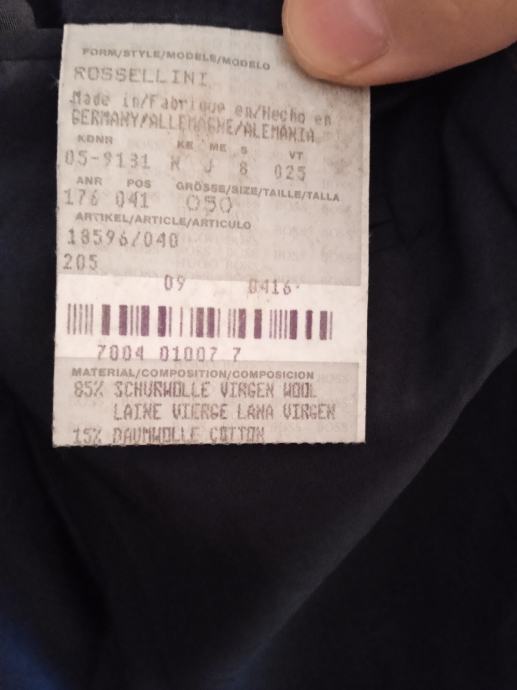 FORM/STYLE/MODELE/MODELO
ROSSELLINI
Made in/Fabrique en/Hecho en
GERMANY/ALLEMAGNE/ALEMANIA
KDNR KE ME S VT
05-9131 K J 8 025
ANR POS GRÖSSE/SIZE/TAILLE/TALLA
176 041 050
ARTIKEL/ARTICLE/ARTICULO
18596/040
205
09 0416
7004 01007 7
MATERIAL/COMPOSITION/COMPOSICION
85% SCHURWOLLE VIRGEN WOOL
LAINE VIERGE LANA VIRGEN
15% BAUMWOLLE COTTON